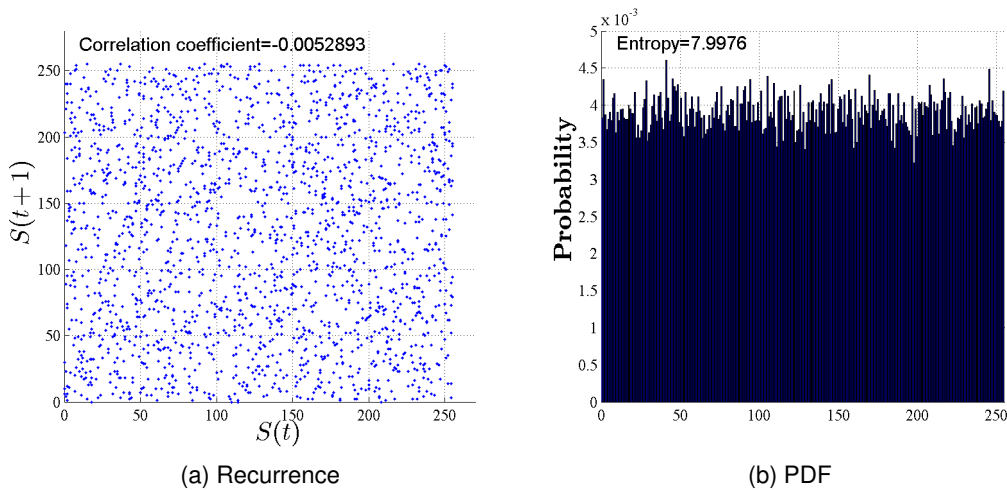 Correlation coefficient=-0.0052893
250
200
150
100
50
0
S(t + 1)
0 50 100 150 200 250
S(t)
(a) Recurrence
x 10⁻³
Entropy=7.9976
5
4.5
4
3.5
3
2.5
2
1.5
1
0.5
0
Probability
0 50 100 150 200 250
(b) PDF